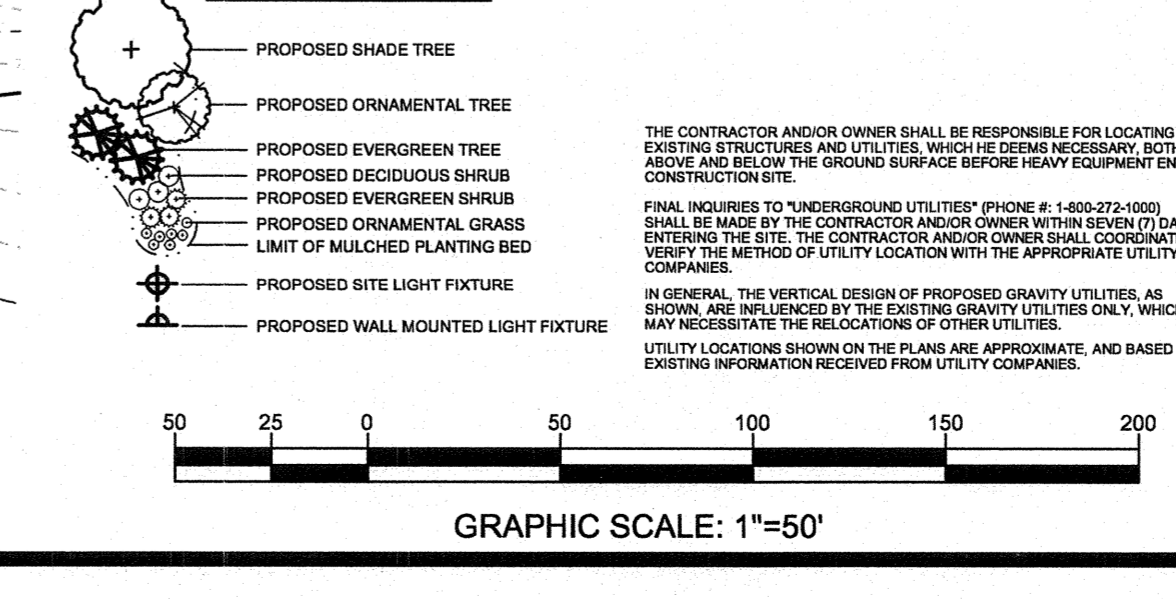 PROPOSED SHADE TREE
PROPOSED ORNAMENTAL TREE
PROPOSED EVERGREEN TREE
PROPOSED DECIDUOUS SHRUB
PROPOSED EVERGREEN SHRUB
PROPOSED ORNAMENTAL GRASS
LIMIT OF MULCHED PLANTING BED
PROPOSED SITE LIGHT FIXTURE
PROPOSED WALL MOUNTED LIGHT FIXTURE
THE CONTRACTOR AND/OR OWNER SHALL BE RESPONSIBLE FOR LOCATING
EXISTING STRUCTURES AND UTILITIES, WHICH HE DEEMS NECESSARY, BOTH
ABOVE AND BELOW THE GROUND SURFACE BEFORE HEAVY EQUIPMENT EN
CONSTRUCTION SITE.
FINAL INQUIRIES TO "UNDERGROUND UTILITIES" (PHONE #: 1-800-272-1000)
SHALL BE MADE BY THE CONTRACTOR AND/OR OWNER WITHIN SEVEN (7) DA
ENTERING THE SITE. THE CONTRACTOR AND/OR OWNER SHALL COORDINAT
VERIFY THE METHOD OF UTILITY LOCATION WITH THE APPROPRIATE UTILITY
COMPANIES.
IN GENERAL, THE VERTICAL DESIGN OF PROPOSED GRAVITY UTILITIES, AS
SHOWN, ARE INFLUENCED BY THE EXISTING GRAVITY UTILITIES ONLY, WHICH
MAY NECESSITATE THE RELOCATIONS OF OTHER UTILITIES.
UTILITY LOCATIONS SHOWN ON THE PLANS ARE APPROXIMATE, AND BASED
EXISTING INFORMATION RECEIVED FROM UTILITY COMPANIES.
50 25 0 50 100 150 200
GRAPHIC SCALE: 1"=50'